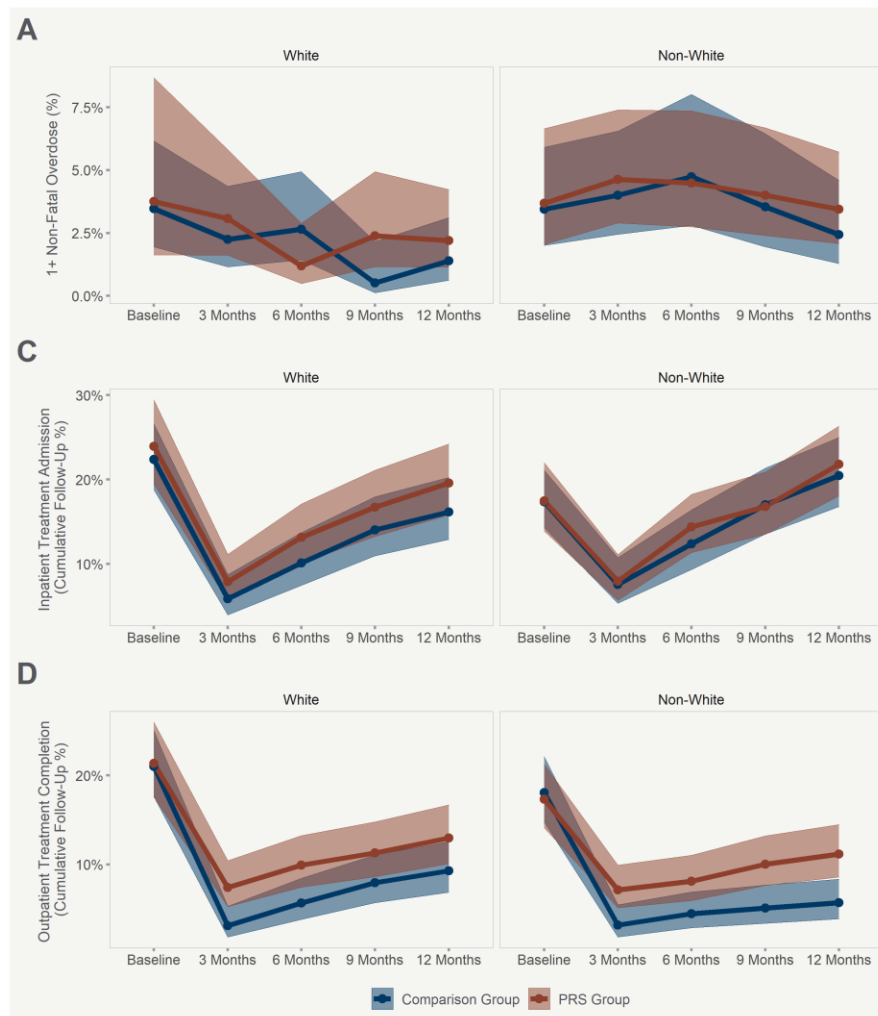 A
White
Non-White
1+ Non-Fatal Overdose (%)
7.5%
5.0%
2.5%
0.0%
Baseline 3 Months 6 Months 9 Months 12 Months
Baseline 3 Months 6 Months 9 Months 12 Months
C
White
Non-White
Inpatient Treatment Admission
(Cumulative Follow-Up %)
30%
20%
10%
Baseline 3 Months 6 Months 9 Months 12 Months
Baseline 3 Months 6 Months 9 Months 12 Months
D
White
Non-White
Outpatient Treatment Completion
(Cumulative Follow-Up %)
20%
10%
Baseline 3 Months 6 Months 9 Months 12 Months
Baseline 3 Months 6 Months 9 Months 12 Months
Comparison Group
PRS Group